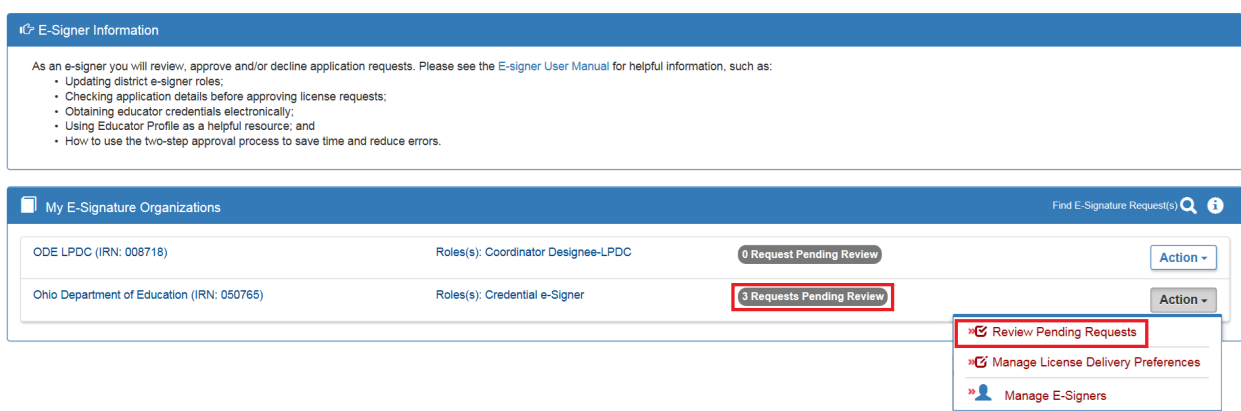 E-Signer Information
As an e-signer you will review, approve and/or decline application requests. Please see the E-signer User Manual for helpful information, such as:
• Updating district e-signer roles;
• Checking application details before approving license requests;
• Obtaining educator credentials electronically;
• Using Educator Profile as a helpful resource; and
• How to use the two-step approval process to save time and reduce errors.
My E-Signature Organizations Find E-Signature Request(s)
ODE LPDC (IRN: 008718) Roles(s): Coordinator Designee-LPDC 0 Request Pending Review Action
Ohio Department of Education (IRN: 050765) Roles(s): Credential e-Signer 3 Requests Pending Review Action
» Review Pending Requests
» Manage License Delivery Preferences
» Manage E-Signers